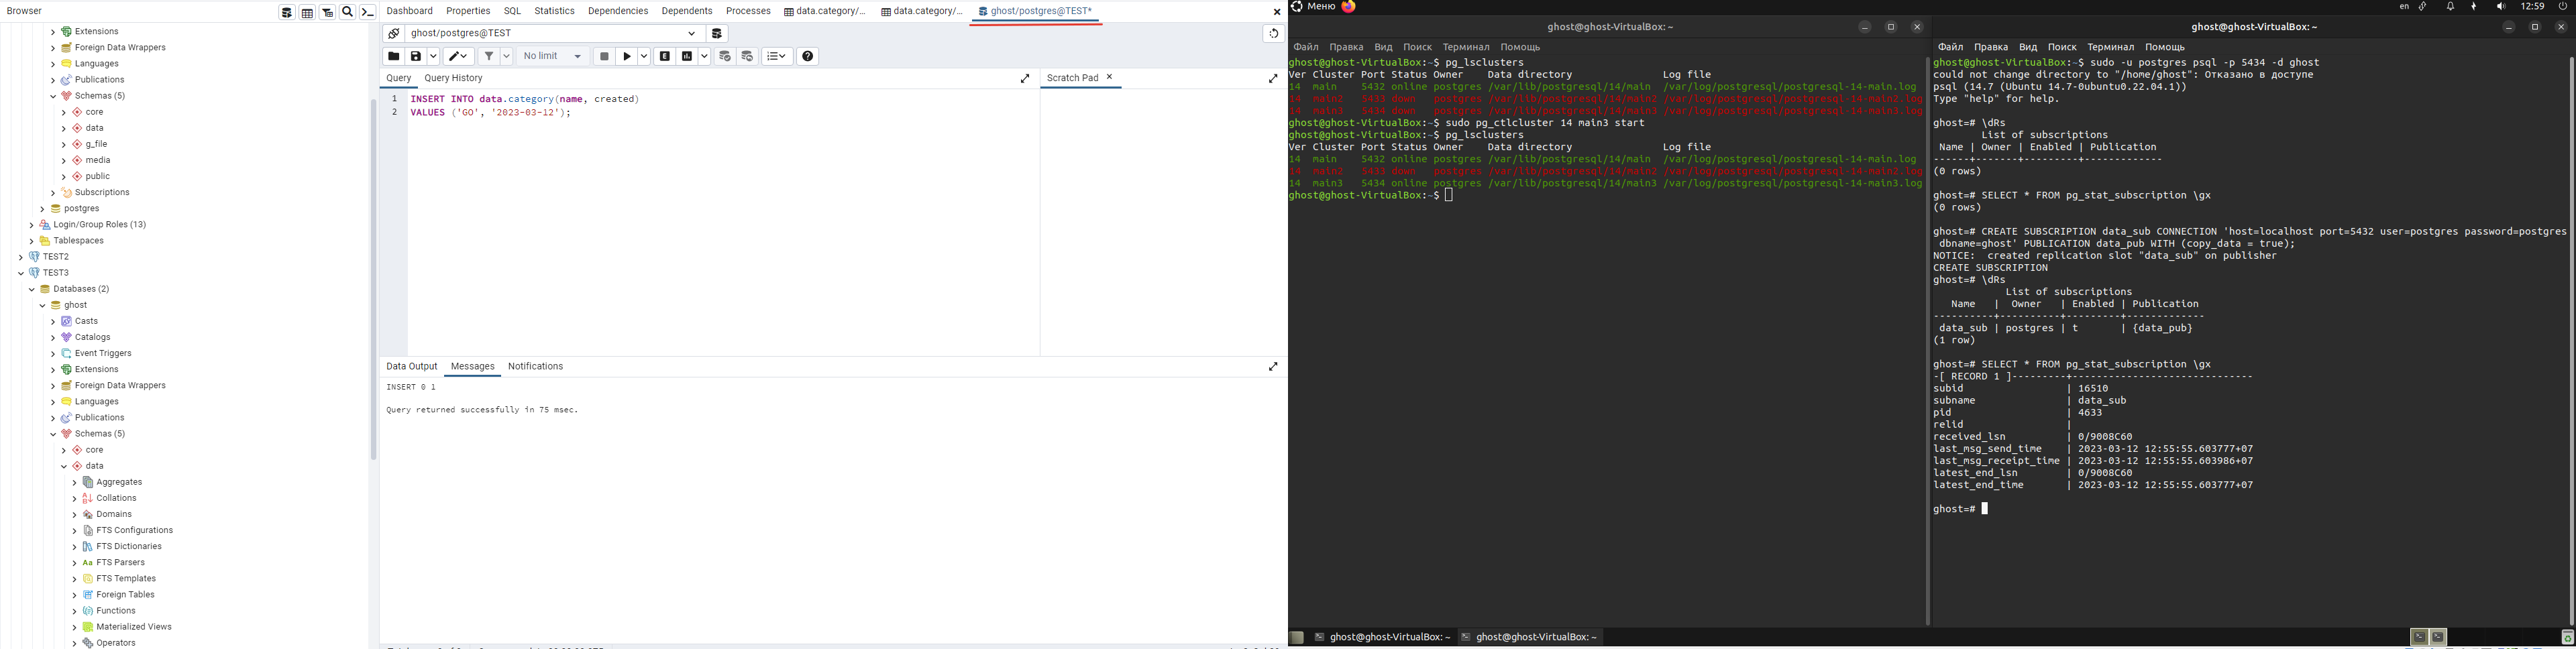 Browser
Extensions
Foreign Data Wrappers
Languages
Publications
Schemas (5)
core
data
g_file
media
public
Subscriptions
postgres
Login/Group Roles (13)
Tablespaces
TEST2
TEST3
Databases (2)
ghost
Casts
Catalogs
Event Triggers
Extensions
Foreign Data Wrappers
Languages
Publications
Schemas (5)
core
data
Aggregates
Collations
Domains
FTS Configurations
FTS Dictionaries
FTS Parsers
FTS Templates
Foreign Tables
Functions
Materialized Views
Operators
Dashboard Properties SQL Statistics Dependencies Dependents Processes data.category/... data.category/... ghost/postgres@TEST*
ghost/postgres@TEST
No limit
Query Query History
Scratch Pad
1 INSERT INTO data.category(name, created)
2 VALUES ('GO', '2023-03-12');
Data Output Messages Notifications
INSERT 0 1
Query returned successfully in 75 msec.
Меню
en 12:59
ghost@ghost-VirtualBox: ~
Файл Правка Вид Поиск Терминал Помощь
ghost@ghost-VirtualBox:~$ pg_lsclusters
Ver Cluster Port Status Owner Data directory Log file
14 main 5432 online postgres /var/lib/postgresql/14/main /var/log/postgresql/postgresql-14-main.log
14 main2 5433 down postgres /var/lib/postgresql/14/main2 /var/log/postgresql/postgresql-14-main2.log
14 main3 5434 down postgres /var/lib/postgresql/14/main3 /var/log/postgresql/postgresql-14-main3.log
ghost@ghost-VirtualBox:~$ sudo pg_ctlcluster 14 main3 start
ghost@ghost-VirtualBox:~$ pg_lsclusters
Ver Cluster Port Status Owner Data directory Log file
14 main 5432 online postgres /var/lib/postgresql/14/main /var/log/postgresql/postgresql-14-main.log
14 main2 5433 down postgres /var/lib/postgresql/14/main2 /var/log/postgresql/postgresql-14-main2.log
14 main3 5434 online postgres /var/lib/postgresql/14/main3 /var/log/postgresql/postgresql-14-main3.log
ghost@ghost-VirtualBox:~$
ghost@ghost-VirtualBox: ~
Файл Правка Вид Поиск Терминал Помощь
ghost@ghost-VirtualBox:~$ sudo -u postgres psql -p 5434 -d ghost
could not change directory to "/home/ghost": Отказано в доступе
psql (14.7 (Ubuntu 14.7-0ubuntu0.22.04.1))
Type "help" for help.
ghost=# \dRs
List of subscriptions
Name | Owner | Enabled | Publication
------+-------+---------+-------------
(0 rows)
ghost=# SELECT * FROM pg_stat_subscription \gx
(0 rows)
ghost=# CREATE SUBSCRIPTION data_sub CONNECTION 'host=localhost port=5432 user=postgres password=postgres
dbname=ghost' PUBLICATION data_pub WITH (copy_data = true);
NOTICE: created replication slot "data_sub" on publisher
CREATE SUBSCRIPTION
ghost=# \dRs
List of subscriptions
Name | Owner | Enabled | Publication
----------+----------+---------+-------------
data_sub | postgres | t | {data_pub}
(1 row)
ghost=# SELECT * FROM pg_stat_subscription \gx
-[ RECORD 1 ]---------+------------------------------
subid | 16510
subname | data_sub
pid | 4633
relid |
received_lsn | 0/9008C60
last_msg_send_time | 2023-03-12 12:55:55.603777+07
last_msg_receipt_time | 2023-03-12 12:55:55.603986+07
latest_end_lsn | 0/9008C60
latest_end_time | 2023-03-12 12:55:55.603777+07
ghost=#
ghost@ghost-VirtualBox: ~ ghost@ghost-VirtualBox: ~